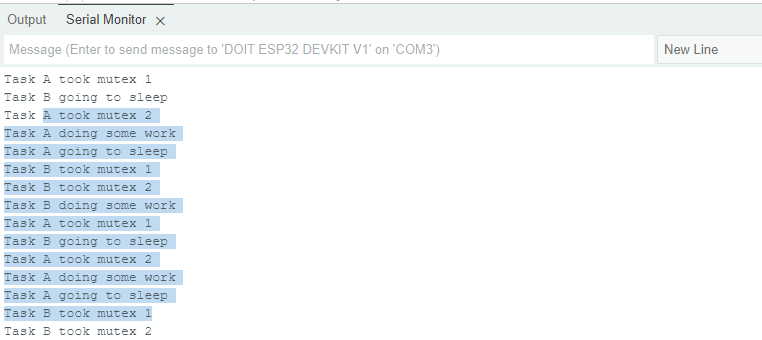 Output Serial Monitor ×
Message (Enter to send message to 'DOIT ESP32 DEVKIT V1' on 'COM3') New Line
Task A took mutex 1
Task B going to sleep
Task A took mutex 2
Task A doing some work
Task A going to sleep
Task B took mutex 1
Task B took mutex 2
Task B doing some work
Task A took mutex 1
Task B going to sleep
Task A took mutex 2
Task A doing some work
Task A going to sleep
Task B took mutex 1
Task B took mutex 2